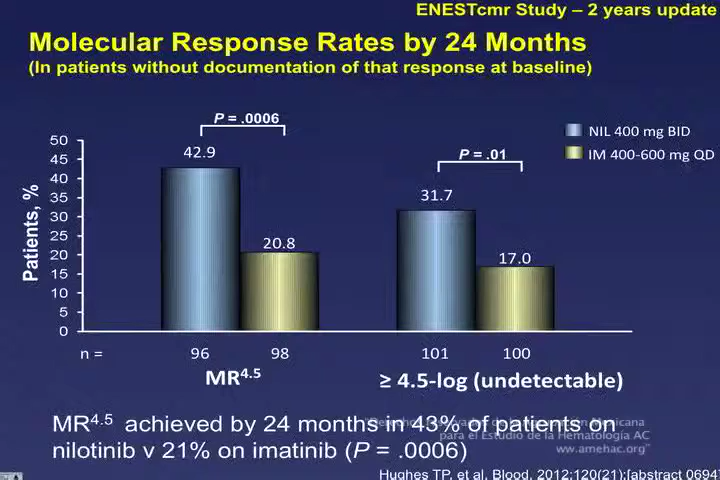 ENESTcmr Study – 2 years update
Molecular Response Rates by 24 Months
(In patients without documentation of that response at baseline)
P = .0006
P = .01
NIL 400 mg BID
IM 400-600 mg QD
Patients, %
50
45
40
35
30
25
20
15
10
5
0
42.9
20.8
31.7
17.0
n =
96
98
101
100
MR4.5
≥ 4.5-log (undetectable)
MR4.5 achieved by 24 months in 43% of patients on
nilotinib v 21% on imatinib (P = .0006)
Mexicana
para el Estudio de la Hematología AC
ww.amehac.org"
Hughes TP, et al. Blood. 2012;120(21):[abstract 0694